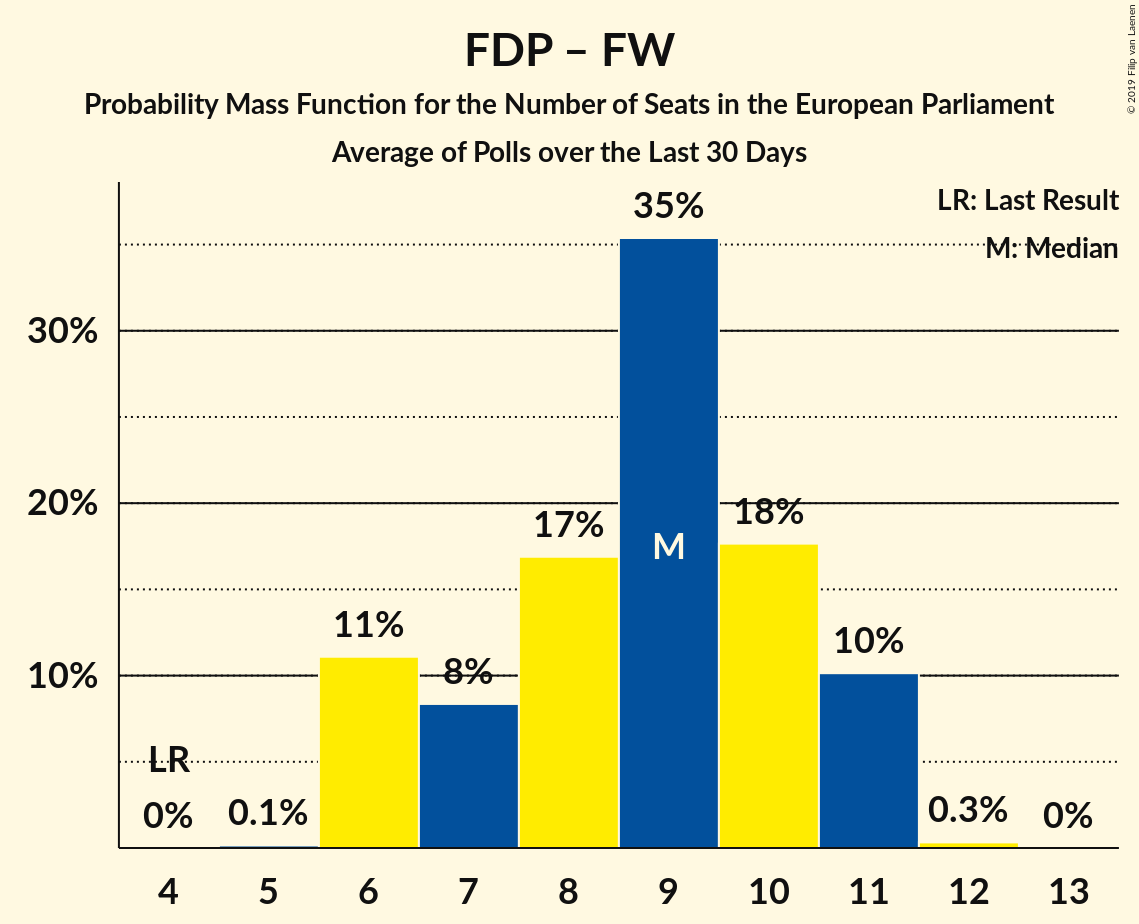 FDP – FW
Probability Mass Function for the Number of Seats in the European Parliament
Average of Polls over the Last 30 Days
© 2019 Filip van Laenen
LR: Last Result
M: Median
35%
30%
20%
18%
17%
M
11%
10%
10%
8%
LR
0%
0.1%
0.3%
0%
4 5 6 7 8 9 10 11 12 13